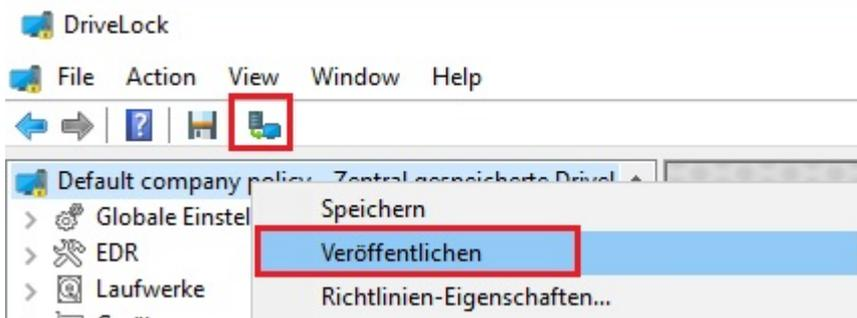 DriveLock
File Action View Window Help
Default company policy - Zentral gespeicherte
Globale Einstel
Speichern
EDR
Veröffentlichen
Laufwerke
Richtlinien-Eigenschaften...